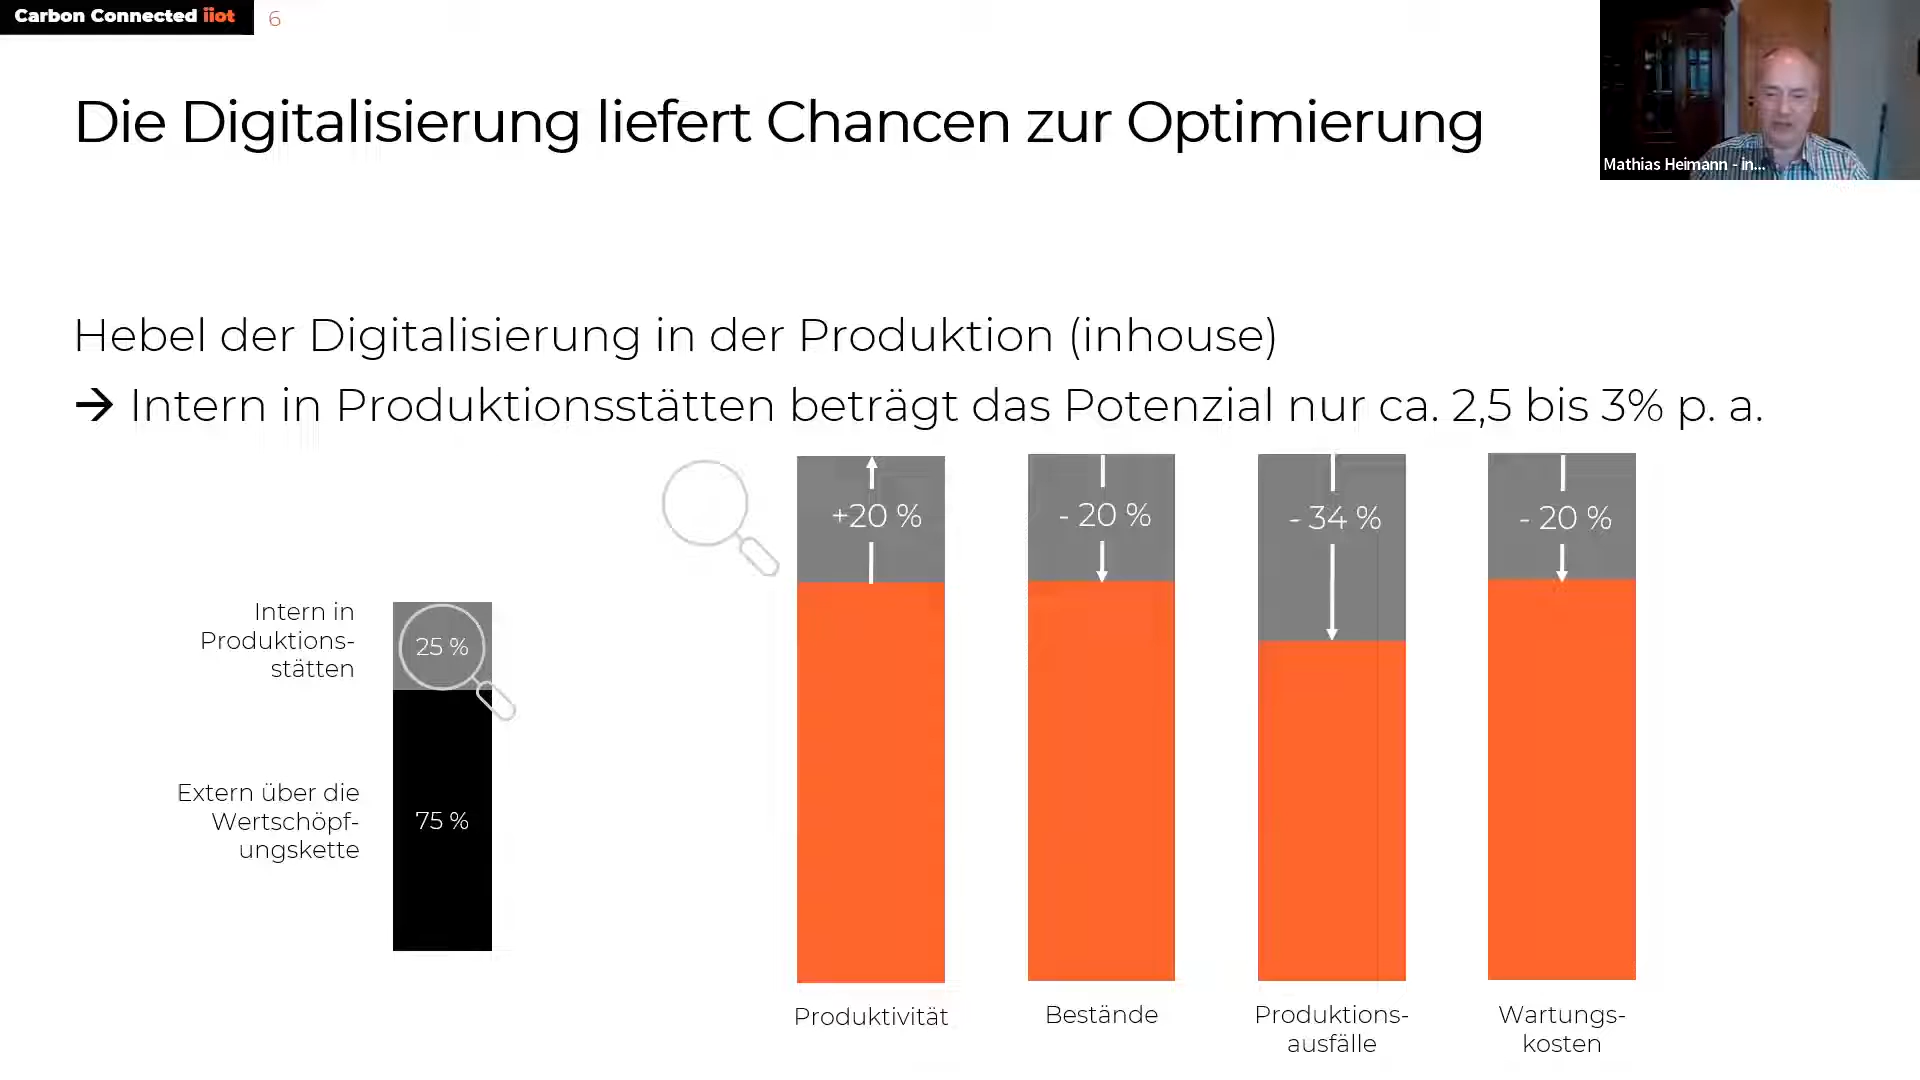 Carbon Connected iiot
6
Die Digitalisierung liefert Chancen zur Optimierung
Mathias Heimann - in...
Hebel der Digitalisierung in der Produktion (inhouse)
→ Intern in Produktionsstätten beträgt das Potenzial nur ca. 2,5 bis 3% p. a.
Intern in
Produktions-
stätten
25 %
Extern über die
Wertschöpf-
ungskette
75 %
+20 %
- 20 %
- 34 %
- 20 %
Produktivität
Bestände
Produktions-
ausfälle
Wartungs-
kosten